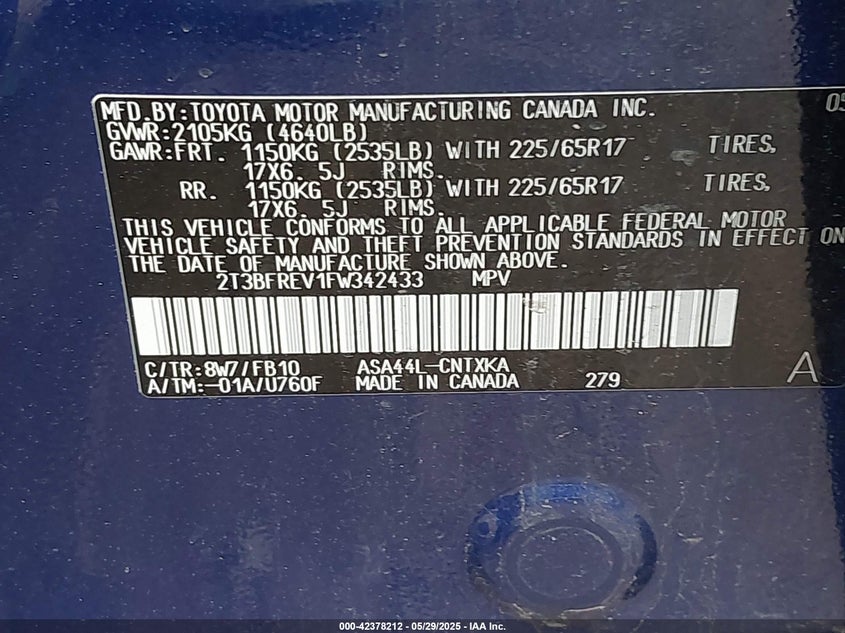 MFD.BY:TOYOTA MOTOR MANUFACTURING CANADA INC. 05
GVWR:2105KG (4640LB)
GAWR:FRT. 1150KG (2535LB) WITH 225/65R17 TIRES,
17X6. 5J RIMS.
RR. 1150KG (2535LB) WITH 225/65R17 TIRES,
17X6. 5J RIMS.
THIS VEHICLE CONFORMS TO ALL APPLICABLE FEDERAL MOTOR
VEHICLE SAFETY AND THEFT PREVENTION STANDARDS IN EFFECT ON
THE DATE OF MANUFACTURE SHOWN ABOVE.
2T3BFREV1FW342433 MPV
C/TR:8W7/FB10 ASA44L-CNTXKA
A/TM:-01A/U760F MADE IN CANADA 279 A
000-42378212 - 05/29/2025 - IAA Inc.